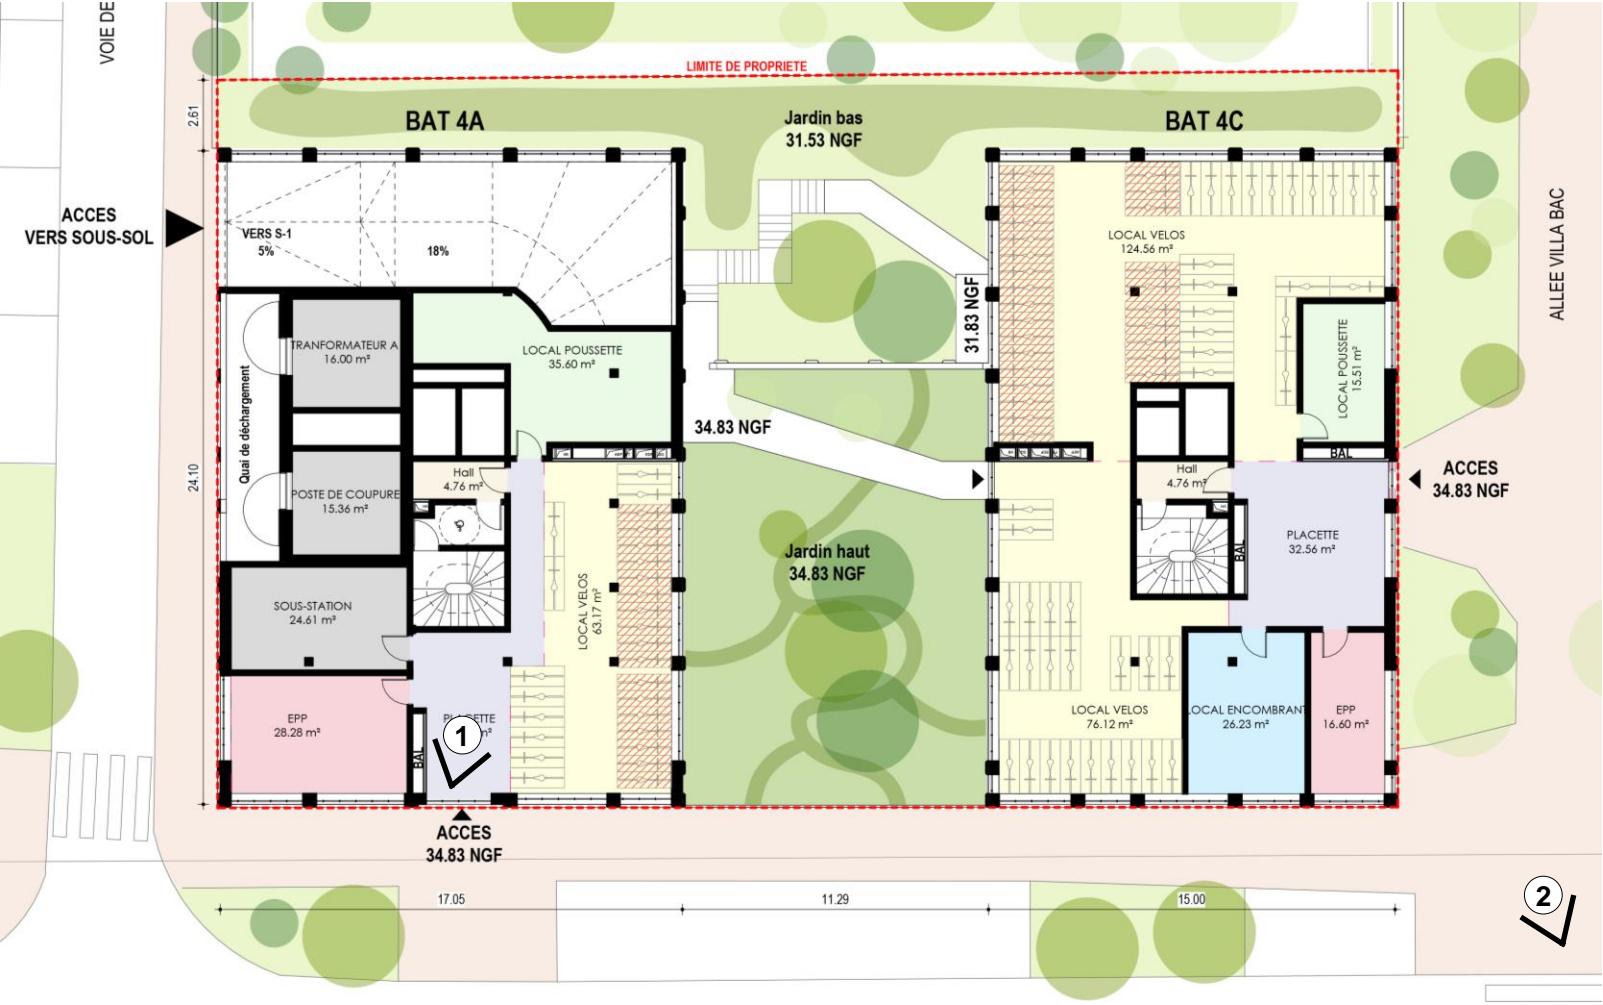 VOIE DE
LIMITE DE PROPRIETE
2.61
BAT 4A
Jardin bas
31.53 NGF
BAT 4C
ACCES
VERS SOUS-SOL
VERS S-1
5%
18%
LOCAL VELOS
124.56 m²
ALLEE VILLA BAC
31.83 NGF
TRANFORMATEUR A
16.00 m²
LOCAL POUSSETTE
35.60 m²
LOCAL POUSSETTE
15.51 m²
Quai de déchargement
34.83 NGF
24.10
Hall
4.76 m²
Hall
4.76 m²
BAL
ACCES
34.83 NGF
POSTE DE COUPURE
15.36 m²
Jardin haut
34.83 NGF
BAL
PLACETTE
32.56 m²
SOUS-STATION
24.61 m²
LOCAL VELOS
63.17 m²
EPP
28.28 m²
BAL
1
LOCAL VELOS
76.12 m²
LOCAL ENCOMBRANT
26.23 m²
EPP
16.60 m²
ACCES
34.83 NGF
17.05
11.29
15.00
2